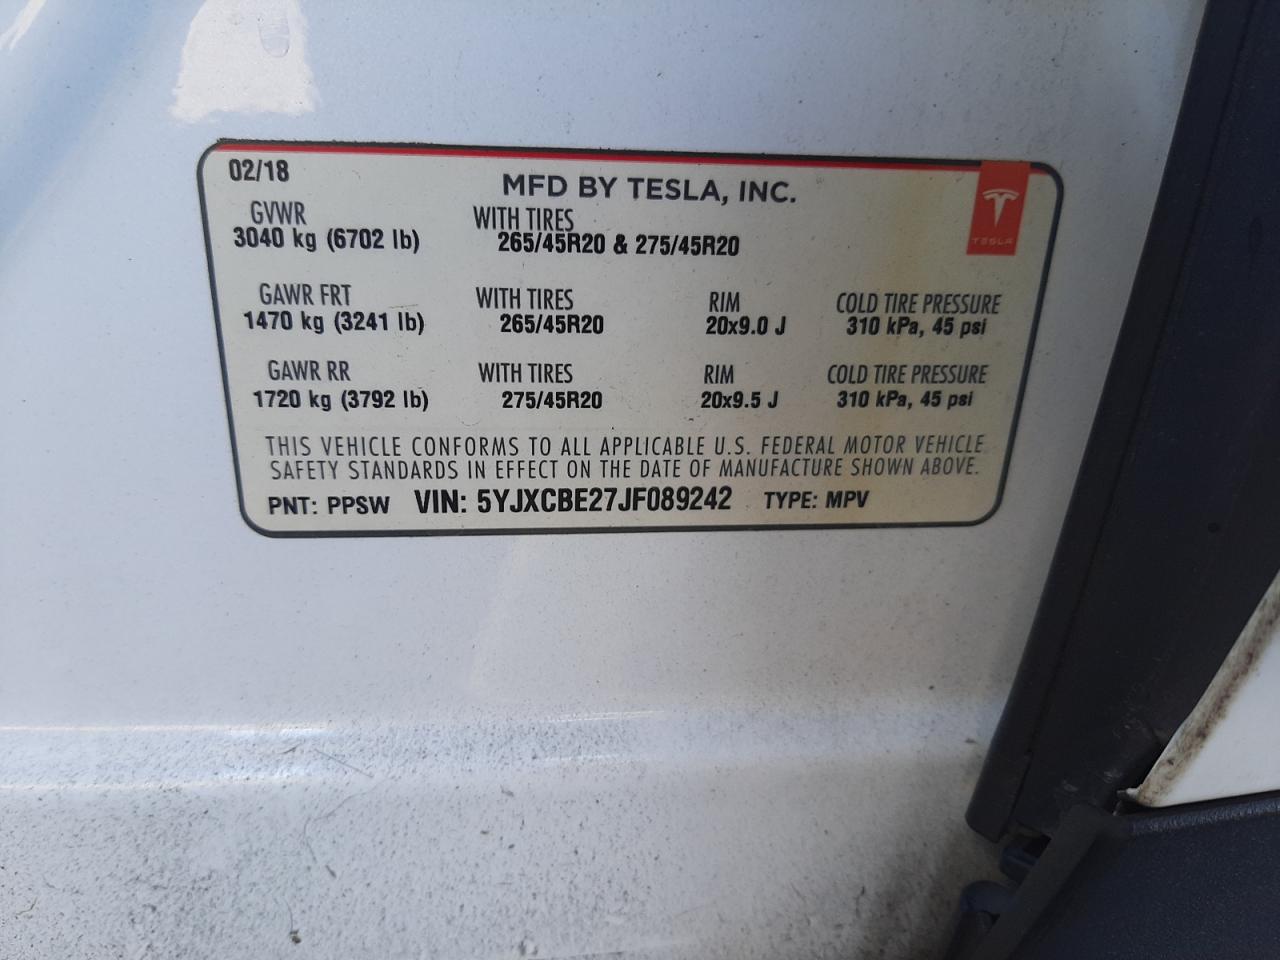 02/18
MFD BY TESLA, INC.
TESLA
GVWR WITH TIRES
3040 kg (6702 lb) 265/45R20 & 275/45R20
GAWR FRT WITH TIRES RIM COLD TIRE PRESSURE
1470 kg (3241 lb) 265/45R20 20x9.0 J 310 kPa, 45 psi
GAWR RR WITH TIRES RIM COLD TIRE PRESSURE
1720 kg (3792 lb) 275/45R20 20x9.5 J 310 kPa, 45 psi
THIS VEHICLE CONFORMS TO ALL APPLICABLE U.S. FEDERAL MOTOR VEHICLE
SAFETY STANDARDS IN EFFECT ON THE DATE OF MANUFACTURE SHOWN ABOVE.
PNT: PPSW VIN: 5YJXCBE27JF089242 TYPE: MPV